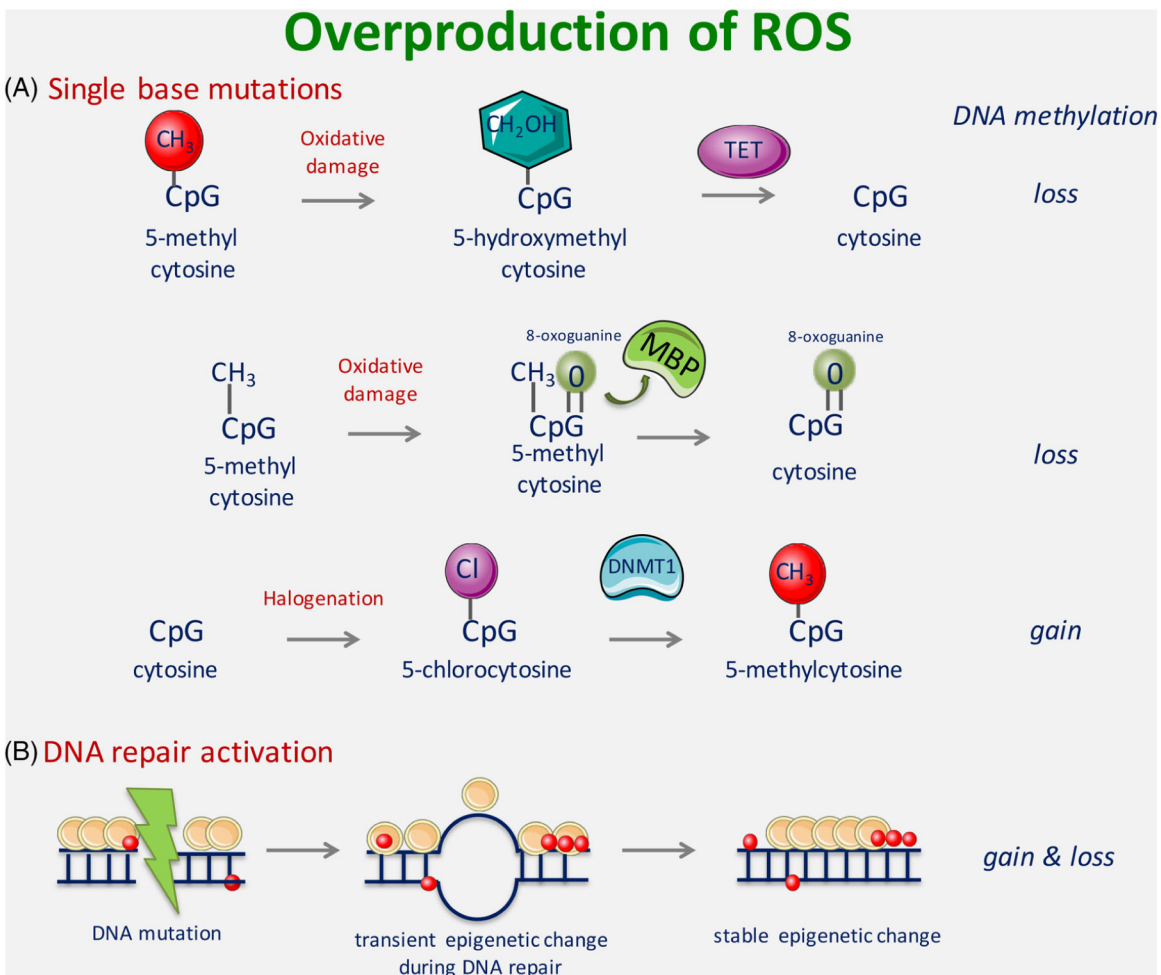 Overproduction of ROS
(A) Single base mutations
DNA methylation
CH3
Oxidative
damage
CH2OH
TET
CpG
CpG
CpG
loss
5-methyl
cytosine
5-hydroxymethyl
cytosine
cytosine
8-oxoguanine
8-oxoguanine
CH3
Oxidative
damage
CH3
O
MBP
O
CpG
CpG
CpG
5-methyl
cytosine
5-methyl
cytosine
cytosine
loss
Halogenation
Cl
DNMT1
CH3
CpG
CpG
CpG
gain
cytosine
5-chlorocytosine
5-methylcytosine
(B) DNA repair activation
gain & loss
DNA mutation
transient epigenetic change
during DNA repair
stable epigenetic change